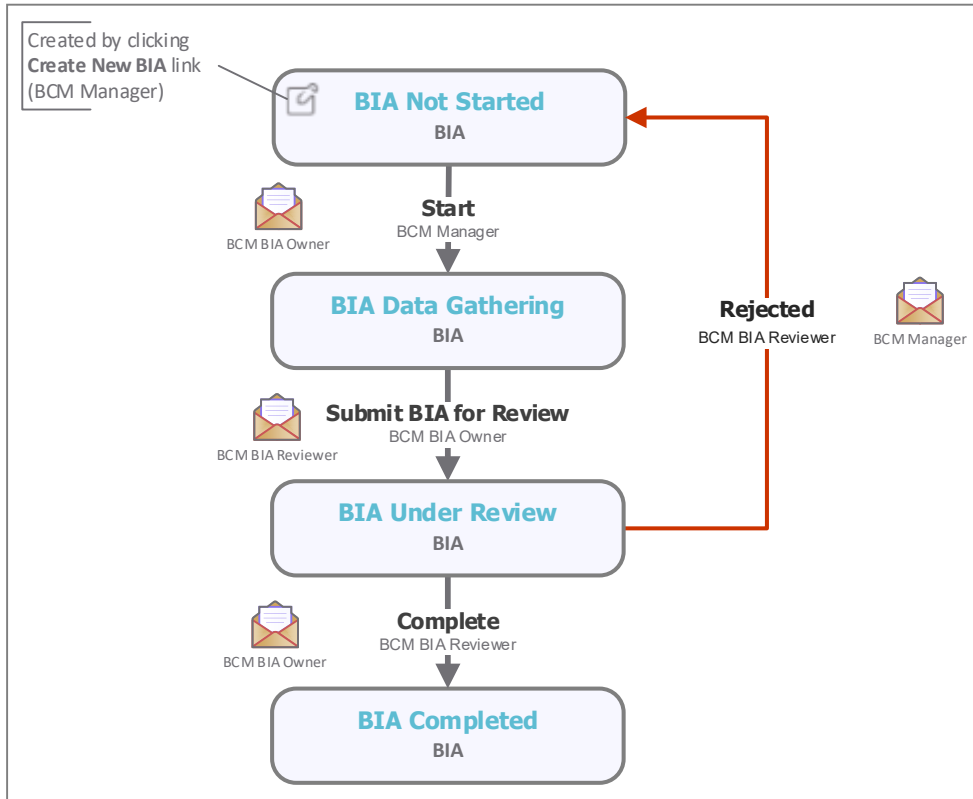 Created by clicking
Create New BIA link
(BCM Manager)
BIA Not Started
BIA
BCM BIA Owner
Start
BCM Manager
BIA Data Gathering
BIA
Rejected
BCM BIA Reviewer
BCM Manager
BCM BIA Reviewer
Submit BIA for Review
BCM BIA Owner
BIA Under Review
BIA
BCM BIA Owner
Complete
BCM BIA Reviewer
BIA Completed
BIA